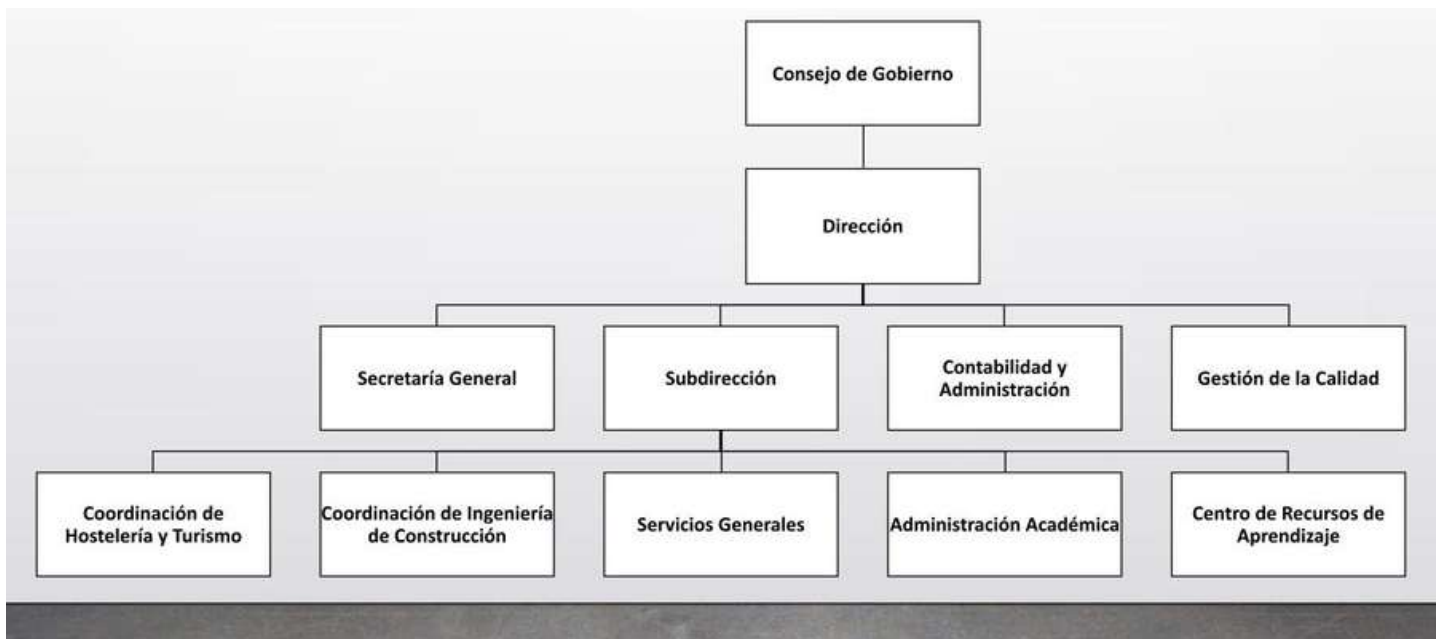 Consejo de Gobierno
Dirección
Secretaría General
Subdirección
Contabilidad y
Administración
Gestión de la Calidad
Coordinación de
Hostelería y Turismo
Coordinación de Ingeniería
de Construcción
Servicios Generales
Administración Académica
Centro de Recursos de
Aprendizaje